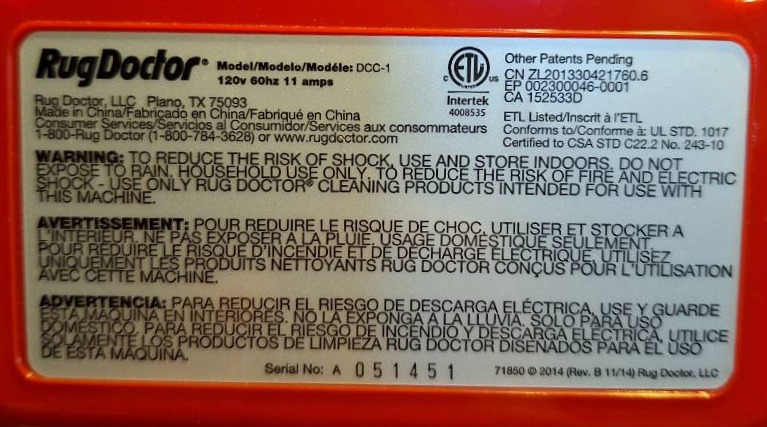 RugDoctor® Model/Modelo/Modéle: DCC-1
120v 60hz 11 amps
Rug Doctor, LLC Plano, TX 75093
Made in China/Fabricado en China/Fabriqué en China
Consumer Services/Servicios al Consumidor/Services aux consommateurs
1-800-Rug Doctor (1-800-784-3628) or www.rugdoctor.com
C ETL US
LISTED
Intertek
4008535
Other Patents Pending
CN ZL201330421760.6
EP 002300046-0001
CA 152533D
ETL Listed/Inscrit à l'ETL
Conforms to/Conforme à: UL STD. 1017
Certified to CSA STD C22.2 No. 243-10
WARNING: TO REDUCE THE RISK OF SHOCK, USE AND STORE INDOORS. DO NOT
EXPOSE TO RAIN. HOUSEHOLD USE ONLY. TO REDUCE THE RISK OF FIRE AND ELECTRIC
SHOCK - USE ONLY RUG DOCTOR® CLEANING PRODUCTS INTENDED FOR USE WITH
THIS MACHINE.
AVERTISSEMENT: POUR REDUIRE LE RISQUE DE CHOC, UTILISER ET STOCKER A
L'INTERIEUR. NE PAS EXPOSER A LA PLUIE. USAGE DOMESTIQUE SEULEMENT.
POUR REDUIRE LE RISQUE D'INCENDIE ET DE DECHARGE ELECTRIQUE, UTILISEZ
UNIQUEMENT LES PRODUITS NETTOYANTS RUG DOCTOR CONÇUS POUR L'UTILISATION
AVEC CETTE MACHINE.
ADVERTENCIA: PARA REDUCIR EL RIESGO DE DESCARGA ELÉCTRICA, USE Y GUARDE
ESTA MAQUINA EN INTERIORES. NO LA EXPONGA A LA LLUVIA. SOLO PARA USO
DOMÉSTICO. PARA REDUCIR EL RIESGO DE INCENDIO Y DESCARGA ELÉCTRICA, UTILICE
SOLAMENTE LOS PRODUCTOS DE LIMPIEZA RUG DOCTOR DISEÑADOS PARA EL USO
DE ESTA MAQUINA.
Serial No: A 051451
71850 © 2014 (Rev. B 11/14) Rug Doctor, LLC